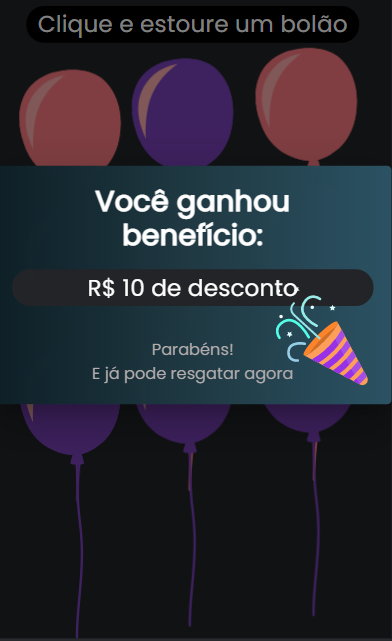 Clique e estoure um bolão
Você ganhou
benefício:
R$ 10 de desconto
Parabéns!
E já pode resgatar agora